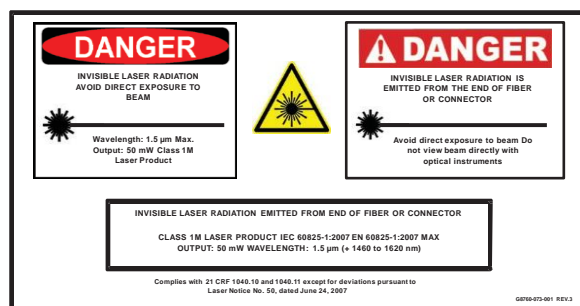 DANGER
INVISIBLE LASER RADIATION
AVOID DIRECT EXPOSURE TO
BEAM
Wavelength: 1.5 µm Max.
Output: 50 mW Class 1M
Laser Product
DANGER
INVISIBLE LASER RADIATION IS
EMITTED FROM THE END OF FIBER
OR CONNECTOR
Avoid direct exposure to beam Do
not view beam directly with
optical instruments
INVISIBLE LASER RADIATION EMITTED FROM END OF FIBER OR CONNECTOR
CLASS 1M LASER PRODUCT IEC 60825-1:2007 EN 60825-1:2007 MAX
OUTPUT: 50 mW WAVELENGTH: 1.5 µm (+ 1460 to 1620 nm)
Complies with 21 CRF 1040.10 and 1040.11 except for deviations pursuant to
Laser Notice No. 50, dated June 24, 2007
G8760-073-001 REV.3